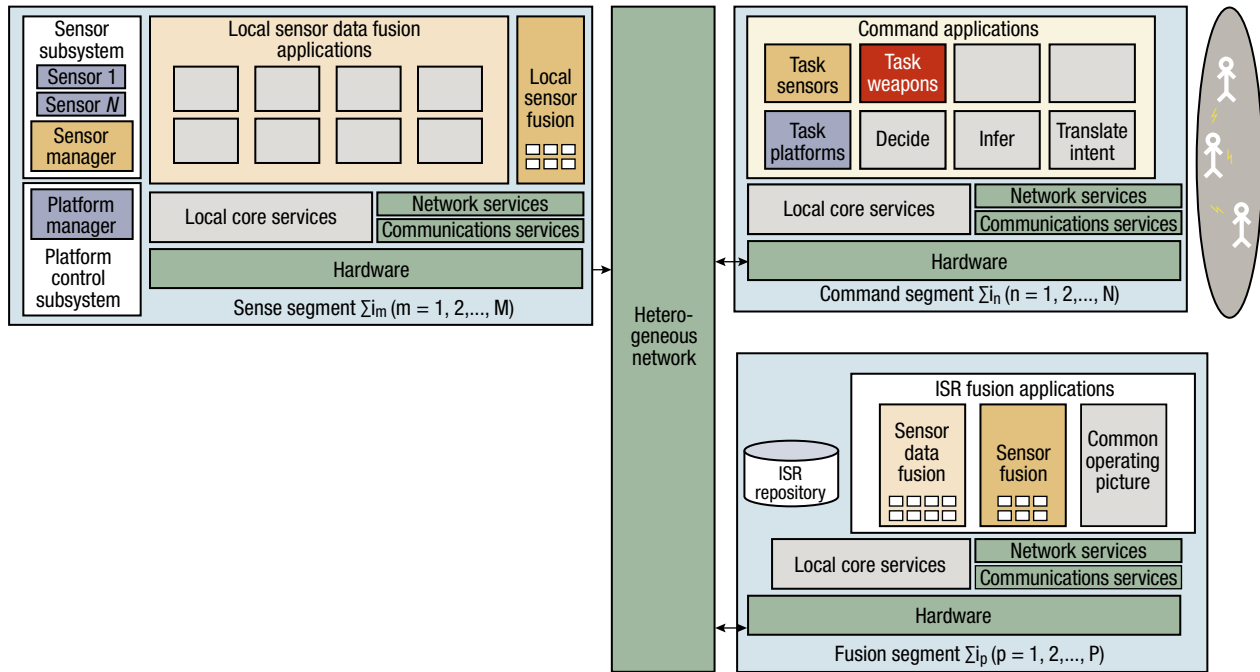 Sensor
subsystem
Sensor 1
Sensor N
Sensor
manager
Platform
manager
Platform
control
subsystem
Local sensor data fusion
applications
Local
sensor
fusion
Local core services
Network services
Communications services
Hardware
Sense segment ∑i_m (m = 1, 2,..., M)
Hetero-
geneous
network
Command applications
Task
sensors
Task
weapons
Task
platforms
Decide
Infer
Translate
intent
Local core services
Network services
Communications services
Hardware
Command segment ∑i_n (n = 1, 2,..., N)
ISR fusion applications
Sensor
data
fusion
Sensor
fusion
Common
operating
picture
ISR
repository
Local core services
Network services
Communications services
Hardware
Fusion segment ∑i_p (p = 1, 2,..., P)